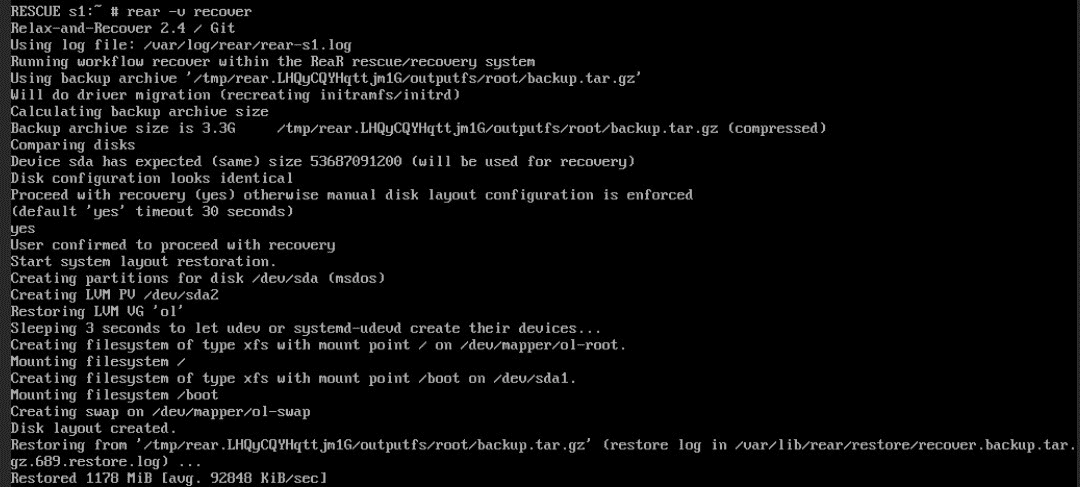 RESCUE s1:~ # rear -v recover
Relax-and-Recover 2.4 / Git
Using log file: /var/log/rear/rear-s1.log
Running workflow recover within the ReaR rescue/recovery system
Using backup archive '/tmp/rear.LHQyCQYHqttjm1G/outputfs/root/backup.tar.gz'
Will do driver migration (recreating initramfs/initrd)
Calculating backup archive size
Backup archive size is 3.3G     /tmp/rear.LHQyCQYHqttjm1G/outputfs/root/backup.tar.gz (compressed)
Comparing disks
Device sda has expected (same) size 53687091200 (will be used for recovery)
Disk configuration looks identical
Proceed with recovery (yes) otherwise manual disk layout configuration is enforced
(default 'yes' timeout 30 seconds)
yes
User confirmed to proceed with recovery
Start system layout restoration.
Creating partitions for disk /dev/sda (msdos)
Creating LVM PV /dev/sda2
Restoring LVM VG 'ol'
Sleeping 3 seconds to let udev or systemd-udevd create their devices...
Creating filesystem of type xfs with mount point / on /dev/mapper/ol-root.
Mounting filesystem /
Creating filesystem of type xfs with mount point /boot on /dev/sda1.
Mounting filesystem /boot
Creating swap on /dev/mapper/ol-swap
Disk layout created.
Restoring from '/tmp/rear.LHQyCQYHqttjm1G/outputfs/root/backup.tar.gz' (restore log in /var/lib/rear/restore/recover.backup.tar.
gz.689.restore.log) ...
Restored 1178 MiB [avg. 92848 KiB/sec]